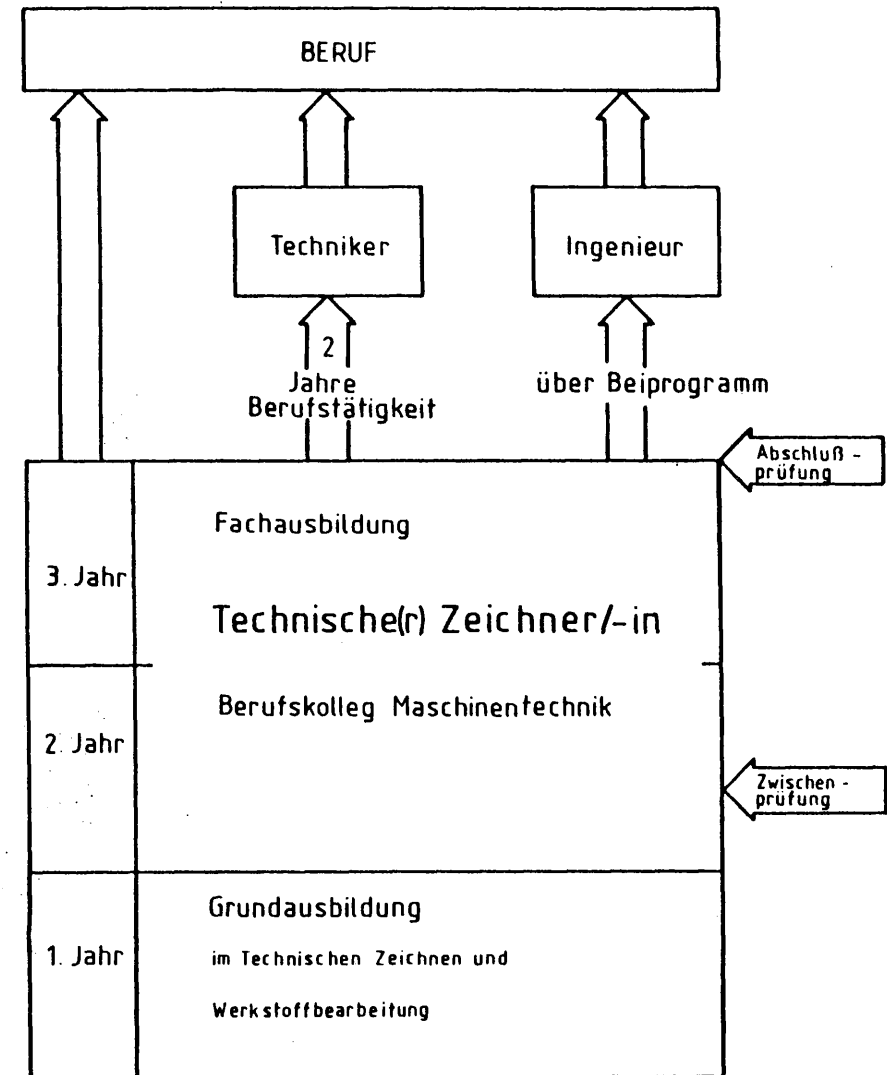 BERUF
Techniker
Ingenieur
2
Jahre
Berufstätigkeit
über Beiprogramm
Abschluß -
prüfung
Fachausbildung
3. Jahr
Technische(r) Zeichner/-in
Berufskolleg Maschinentechnik
2. Jahr
Zwischen -
prüfung
Grundausbildung
1. Jahr
im Technischen Zeichnen und
Werkstoffbearbeitung